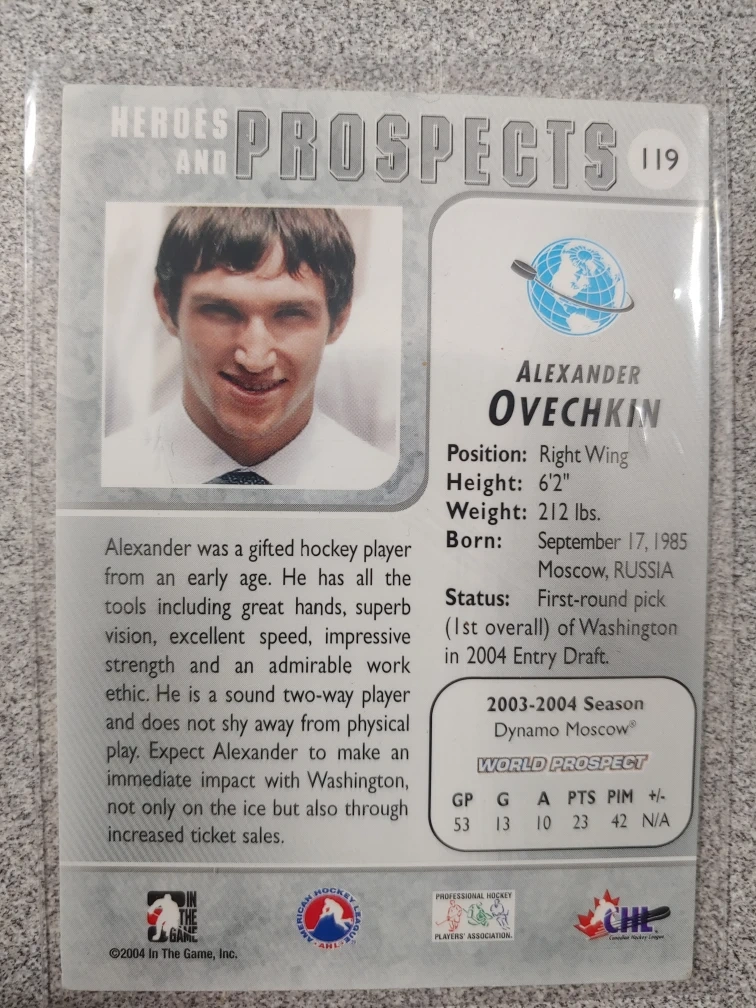 HEROES
AND PROSPECTS 119
ALEXANDER
OVECHKIN
Position: Right Wing
Height: 6'2"
Weight: 212 lbs.
Born: September 17, 1985
Moscow, RUSSIA
Status: First-round pick
(1st overall) of Washington
in 2004 Entry Draft.
Alexander was a gifted hockey player
from an early age. He has all the
tools including great hands, superb
vision, excellent speed, impressive
strength and an admirable work
ethic. He is a sound two-way player
and does not shy away from physical
play. Expect Alexander to make an
immediate impact with Washington,
not only on the ice but also through
increased ticket sales.
2003-2004 Season
Dynamo Moscow®
WORLD PROSPECT
GP G A PTS PIM +/-
53 13 10 23 42 N/A
IN
THE
GAME
©2004 In The Game, Inc.
AMERICAN HOCKEY LEAGUE
AHL
PROFESSIONAL HOCKEY
PLAYERS' ASSOCIATION.
CHL
Canadian Hockey League